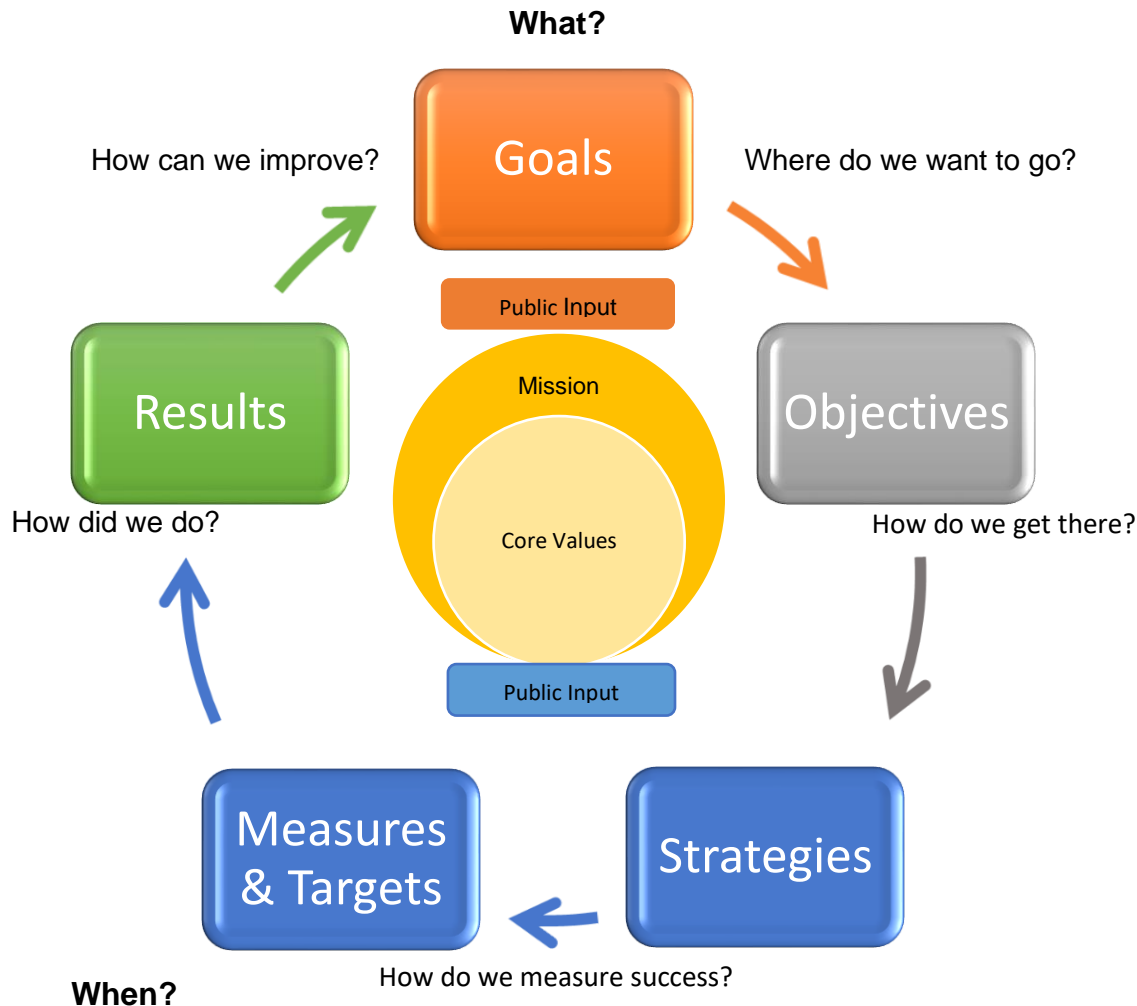 What?
Goals
How can we improve?
Where do we want to go?
Public Input
Mission
Results
Objectives
How did we do?
How do we get there?
Core Values
Public Input
Measures
& Targets
Strategies
How do we measure success?
When?